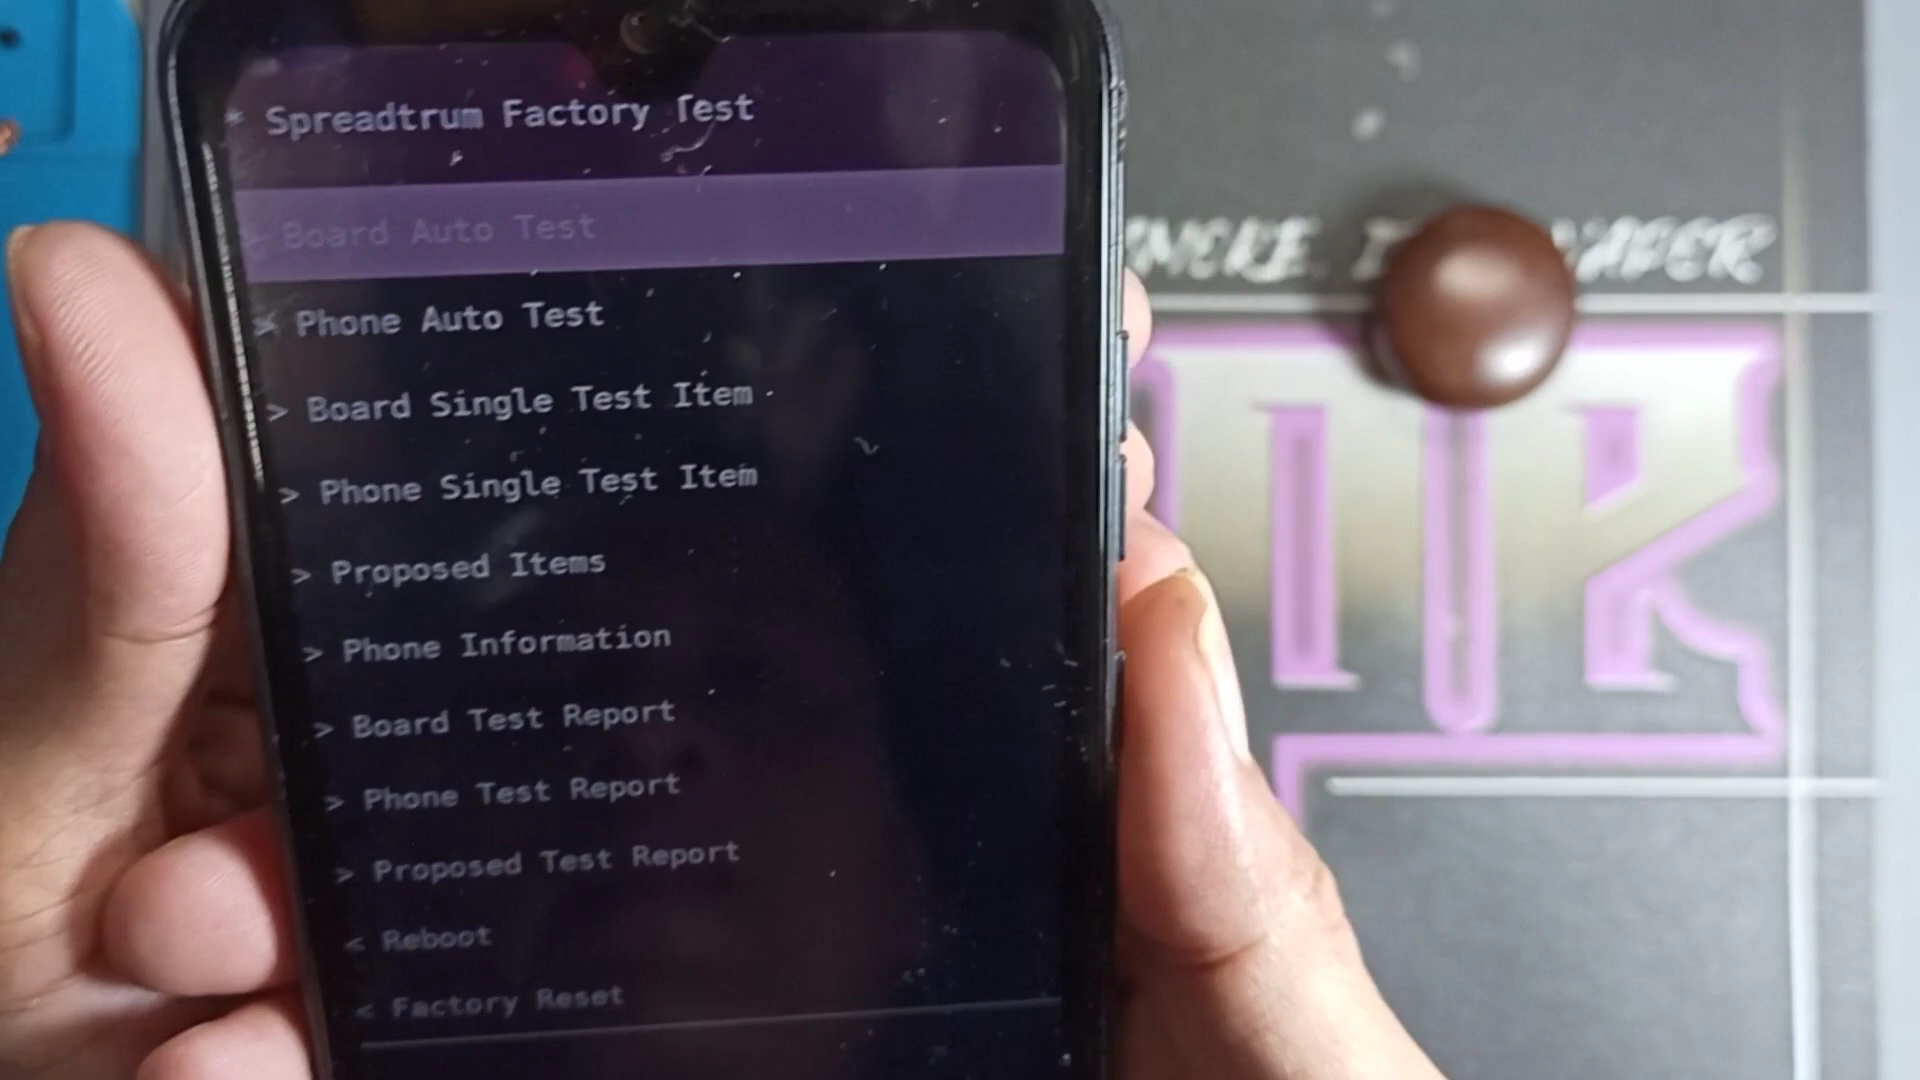 * Spreadtrum Factory Test
> Board Auto Test
> Phone Auto Test
> Board Single Test Item
> Phone Single Test Item
> Proposed Items
> Phone Information
> Board Test Report
> Phone Test Report
> Proposed Test Report
< Reboot
< Factory Reset